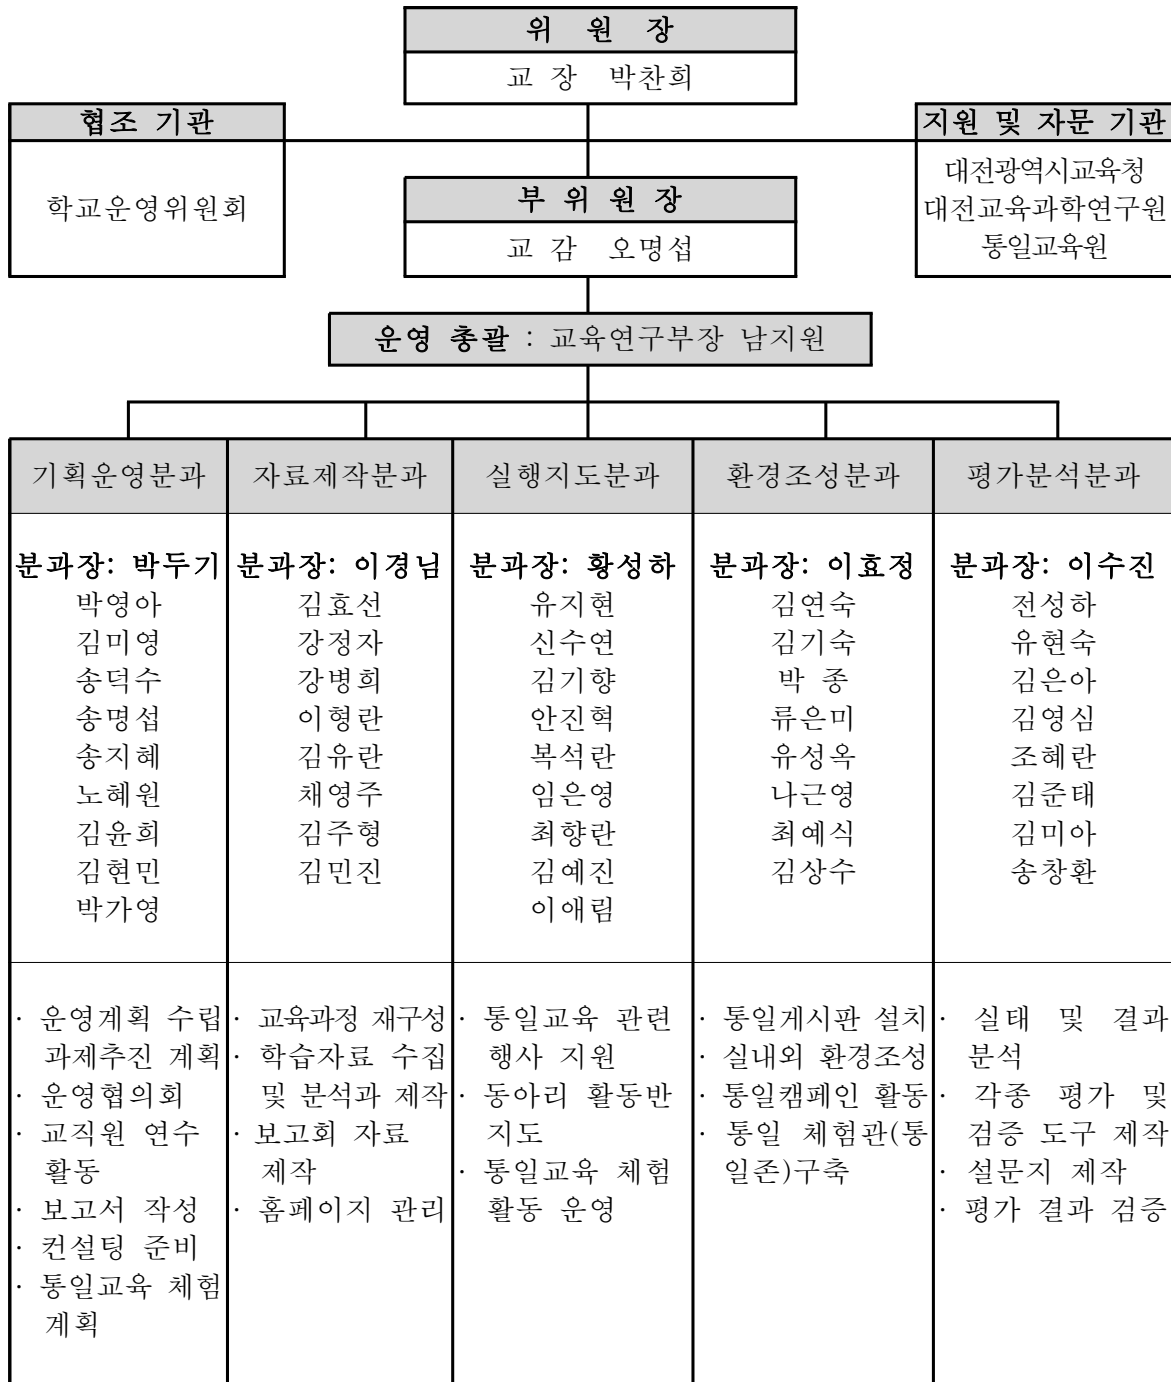 위 원 장
교 장 박찬희
협조 기관
학교운영위원회
지원 및 자문 기관
대전광역시교육청
대전교육과학연구원
통일교육원
부 위 원 장
교 감 오명섭
운영 총괄 : 교육연구부장 남지원
기획운영분과
분과장: 박두기
박영아
김미영
송덕수
송명섭
송지혜
노혜원
김윤희
김현민
박가영
· 운영계획 수립
과제추진 계획
· 운영협의회
· 교직원 연수
활동
· 보고서 작성
· 컨설팅 준비
· 통일교육 체험
계획
자료제작분과
분과장: 이경님
김효선
강정자
강병희
이형란
김유란
채영주
김주형
김민진
· 교육과정 재구성
· 학습자료 수집
및 분석과 제작
· 보고회 자료
제작
· 홈페이지 관리
실행지도분과
분과장: 황성하
유지현
신수연
김기향
안진혁
복석란
임은영
최향란
김예진
이애림
· 통일교육 관련
행사 지원
· 동아리 활동반
지도
· 통일교육 체험
활동 운영
환경조성분과
분과장: 이효정
김연숙
김기숙
박 종
류은미
유성옥
나근영
최예식
김상수
· 통일게시판 설치
· 실내외 환경조성
· 통일캠페인 활동
· 통일 체험관(통
일존)구축
평가분석분과
분과장: 이수진
전성하
유현숙
김은아
김영심
조혜란
김준태
김미아
송창환
· 실태 및 결과
분석
· 각종 평가 및
검증 도구 제작
· 설문지 제작
· 평가 결과 검증